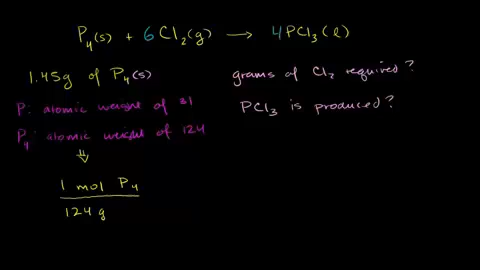 P₄(s) + 6Cl₂(g) → 4PCl₃(l)
1.45g of P₄(s)
grams of Cl₂ required?
P: atomic weight of 31
PCl₃ is produced?
P₄: atomic weight of 124
⇓
1 mol P₄
124 g